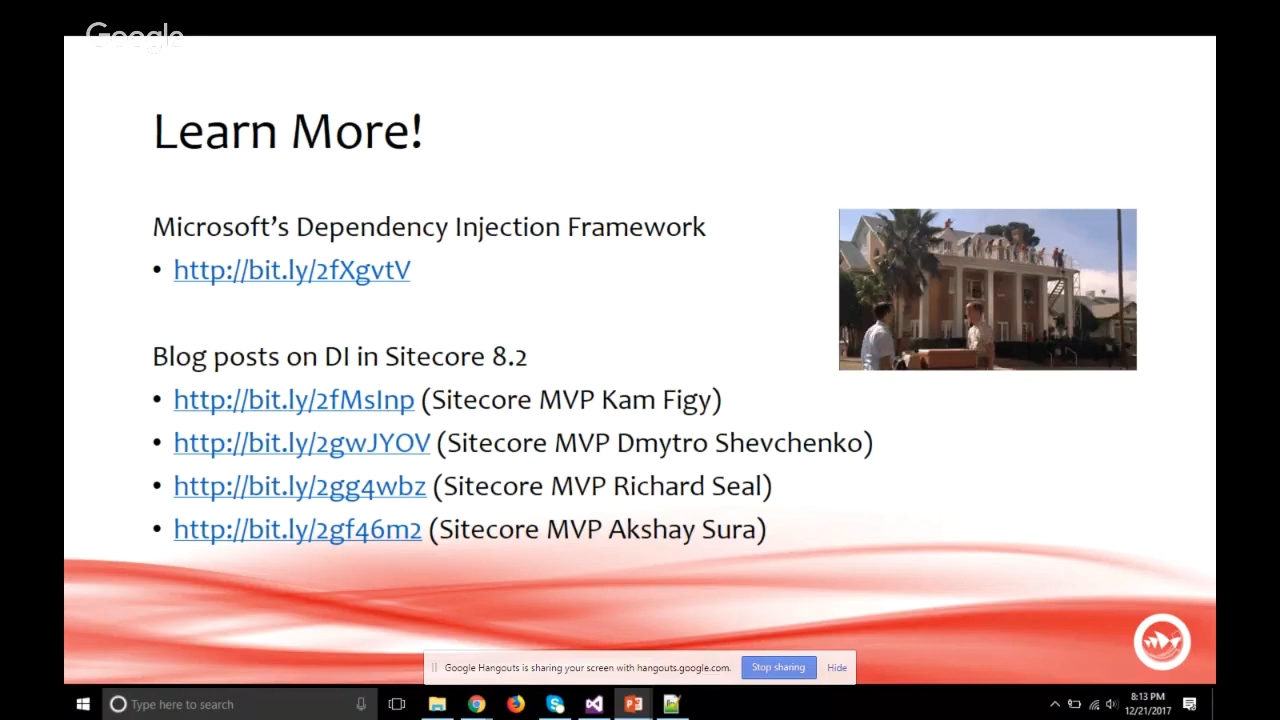 Google
Learn More!
Microsoft's Dependency Injection Framework
• http://bit.ly/2fXgvtV
Blog posts on DI in Sitecore 8.2
• http://bit.ly/2fMsInp (Sitecore MVP Kam Figy)
• http://bit.ly/2gwJYOV (Sitecore MVP Dmytro Shevchenko)
• http://bit.ly/2gg4wbz (Sitecore MVP Richard Seal)
• http://bit.ly/2gf46m2 (Sitecore MVP Akshay Sura)
Google Hangouts is sharing your screen with hangouts.google.com. Stop sharing Hide
Type here to search
8:13 PM
12/21/2017